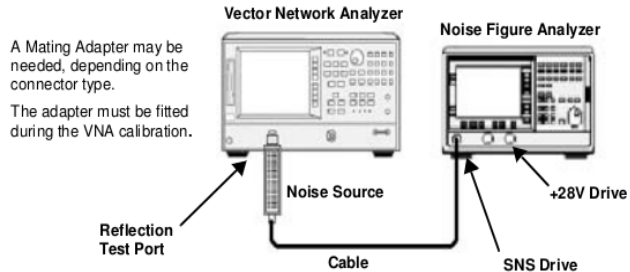 Vector Network Analyzer
Noise Figure Analyzer
A Mating Adapter may be
needed, depending on the
connector type.
The adapter must be fitted
during the VNA calibration.
Noise Source
+28V Drive
Reflection
Test Port
Cable
SNS Drive